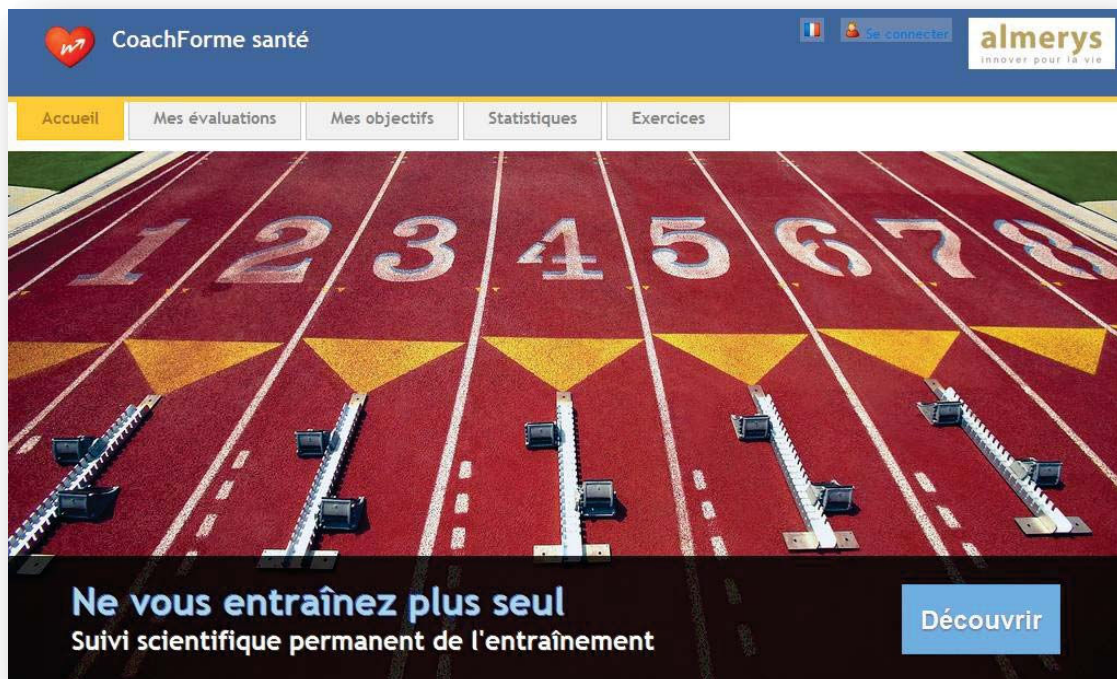 CoachForme santé
Se connecter
almerys
innover pour la vie
Accueil
Mes évaluations
Mes objectifs
Statistiques
Exercices
1 2 3 4 5 6 7 8
Ne vous entraînez plus seul
Suivi scientifique permanent de l'entraînement
Découvrir